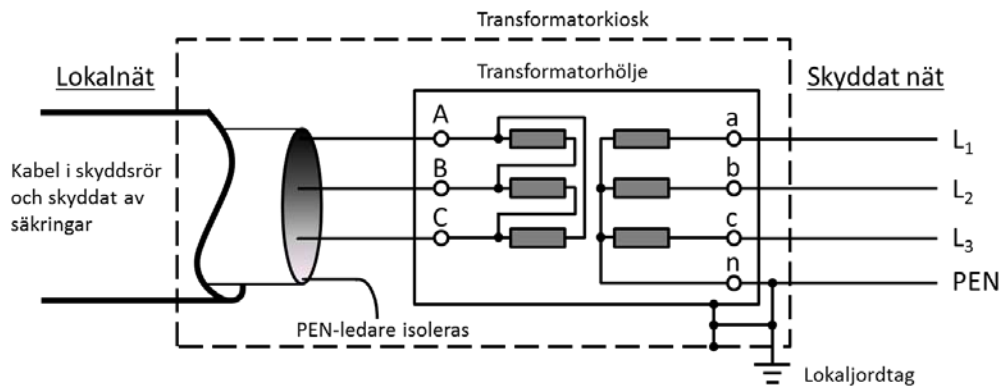 Transformatorkiosk
Lokalnät
Transformatorhölje
Skyddat nät
Kabel i skyddsrör
och skyddat av
säkringar
A
B
C
a
b
c
n
L1
L2
L3
PEN
PEN-ledare isoleras
Lokaljordtag